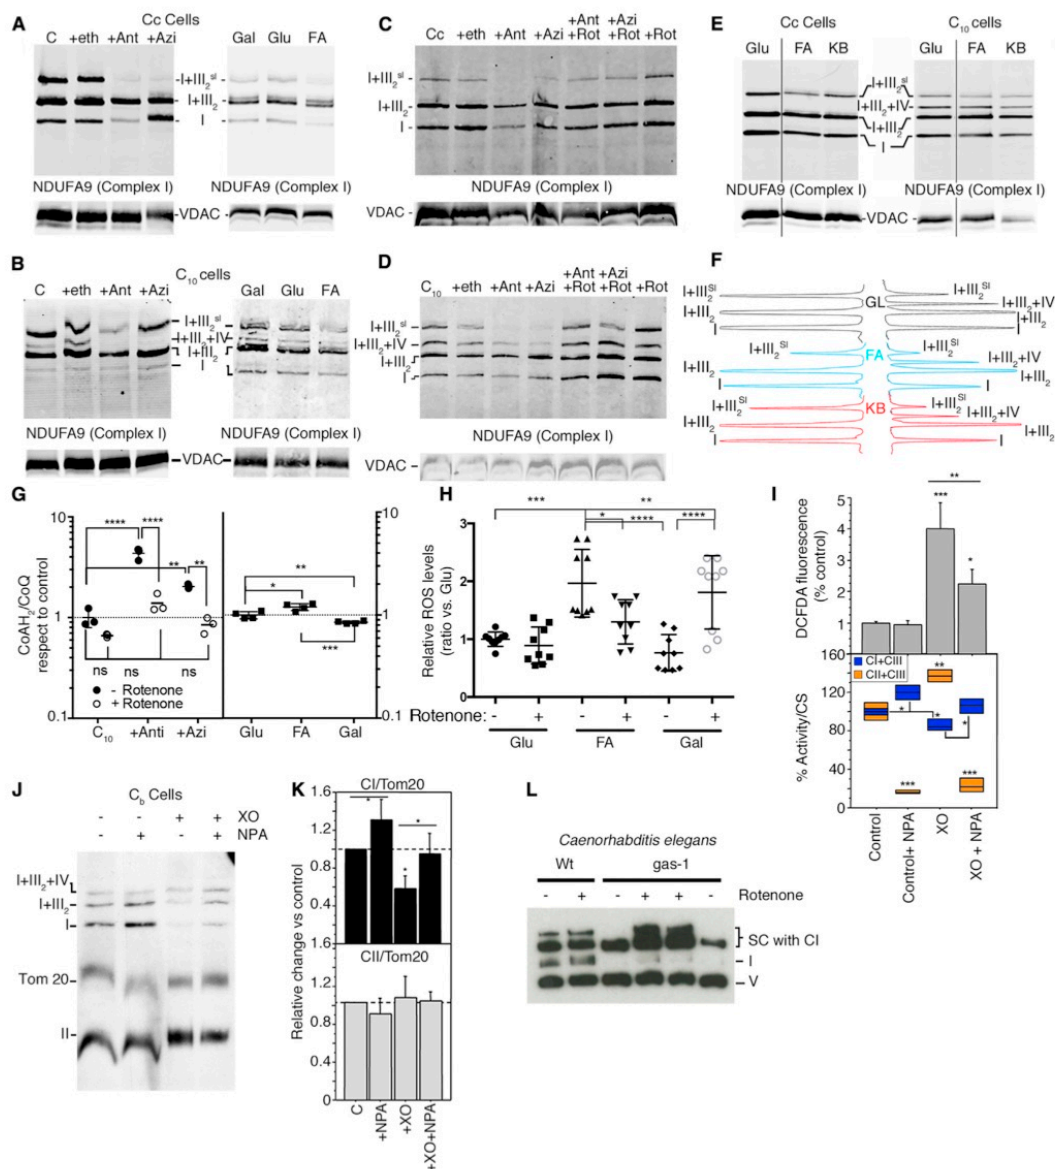 A
Cc Cells
C +eth +Ant +Azi
Gal Glu FA
-I+III₂ˢˡ -
-I+III₂-
- I -
NDUFA9 (Complex I) NDUFA9 (Complex I)
-VDAC-
B
C₁₀ cells
C +eth +Ant +Azi
Gal Glu FA
I+III₂ˢˡ
I+III₂+IV
I+III₂
I
NDUFA9 (Complex I) NDUFA9 (Complex I)
-VDAC-
C
Cc +eth +Ant +Azi +Ant +Rot +Azi +Rot +Rot
I+III₂ˢˡ -
I+III₂-
I -
NDUFA9 (Complex I)
VDAC -
D
C₁₀ +eth +Ant +Azi +Ant +Rot +Azi +Rot +Rot
I+III₂ˢˡ
I+III₂+IV
I+III₂
I
NDUFA9 (Complex I)
VDAC -
E
Cc Cells C₁₀ cells
Glu FA KB Glu FA KB
I+III₂ˢˡ
I+III₂+IV
I+III₂
I
NDUFA9 (Complex I) NDUFA9 (Complex I)
VDAC
F
I+III₂ˢᴵ GL I+III₂ˢᴵ
I+III₂ I+III₂+IV
I+III₂
I I
I+III₂ˢᴵ FA I+III₂ˢᴵ
I+III₂+IV
I+III₂ I+III₂
I I
I+III₂ˢᴵ KB I+III₂ˢᴵ
I+III₂ I+III₂+IV
I+III₂
I I
G
CoAH₂/CoQ
respect to control
10 10
1 1
0.1 0.1
**** ****
** **
ns ns ns
● - Rotenone
○ + Rotenone
**
*
***
C₁₀ +Anti +Azi Glu FA Gal
H
Relative ROS levels
(ratio vs. Glu)
3
2
1
0
*** **
* **** ****
Rotenone: - + - + - +
Glu FA Gal
I
DCFDA fluorescence
(% control)
5
4
3
2
1
**
***
*
% Activity/CS
160
120
80
40
0
CI+CIII
CII+CIII
**
* * *
*** ***
Control
Control+ NPA
XO
XO + NPA
J
C_b Cells
- - + + XO
- + - + NPA
I+III₂+IV
I+III₂
I
Tom 20
II
K
Relative change vs control
CI/Tom20
1.6
1.2
0.8
0.4
* * *
CII/Tom20
1.6
1.2
0.8
0.4
0
C
+NPA
+XO
+XO+NPA
L
Caenorhabditis elegans
Wt gas-1
- + - + + - Rotenone
SC with CI
- I
- V